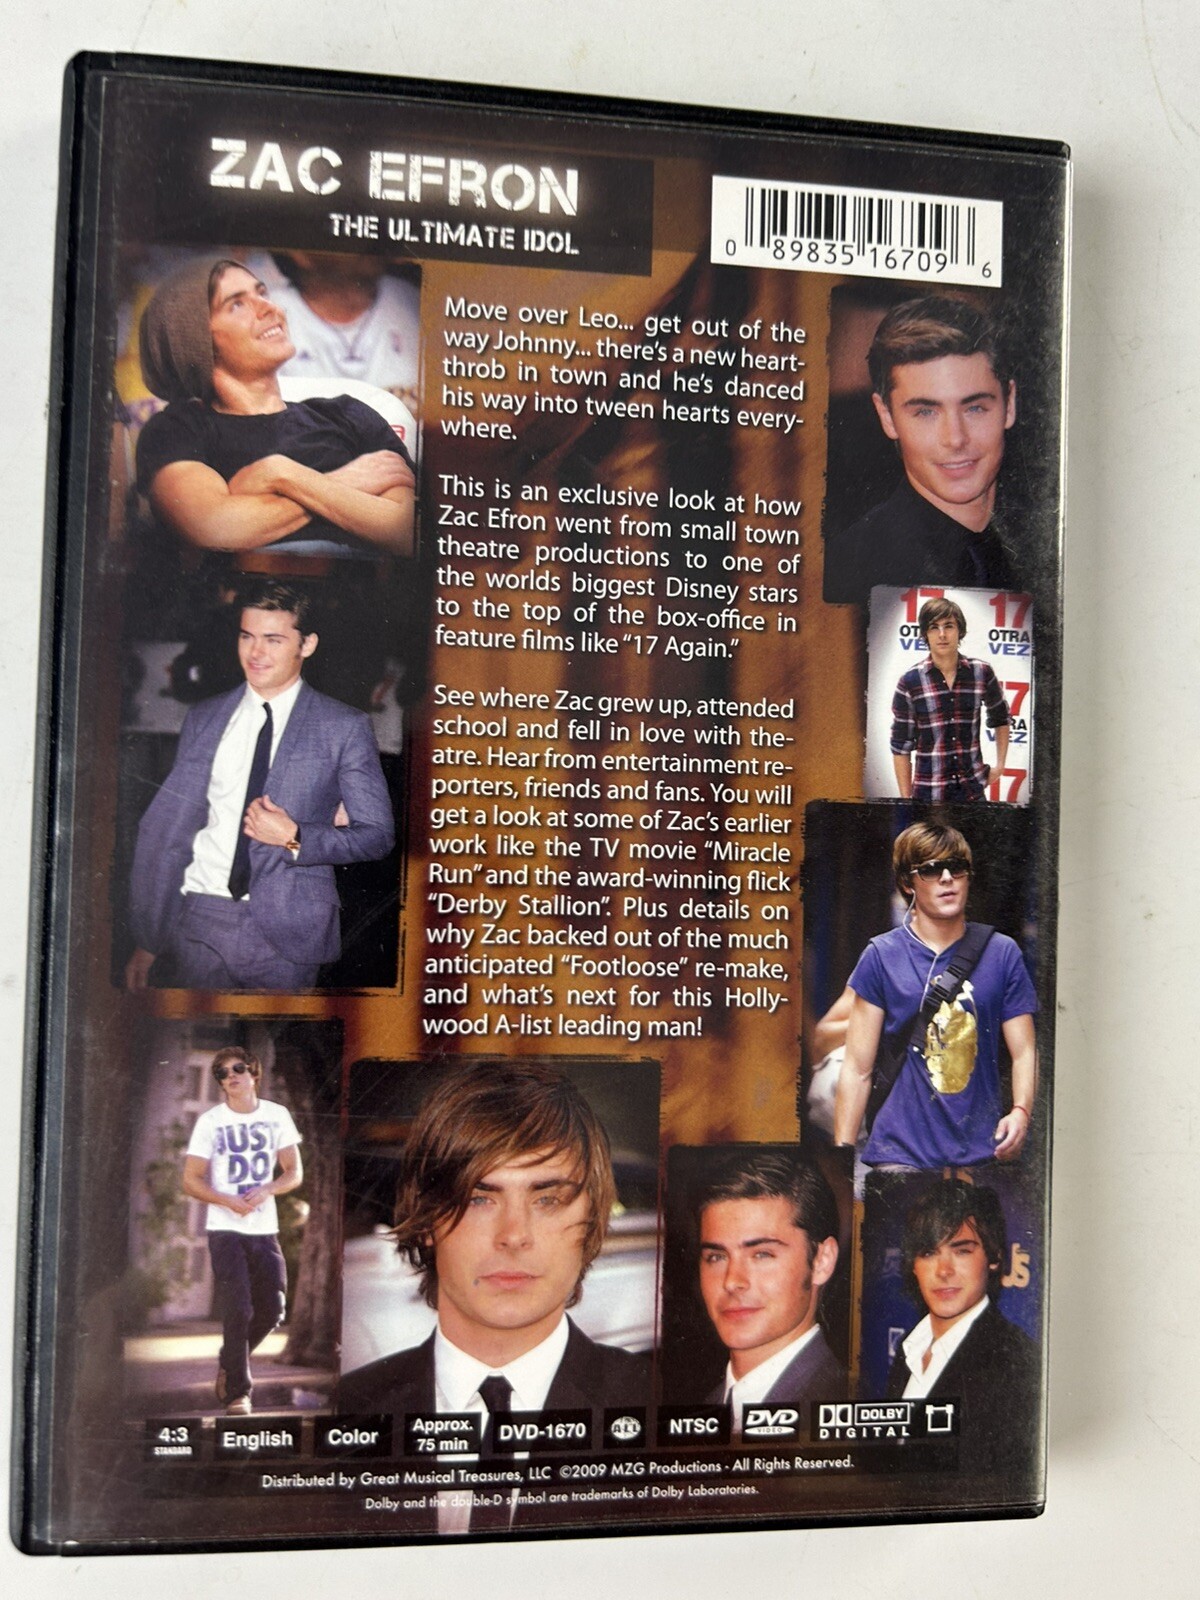 ZAC EFRON
THE ULTIMATE IDOL
0 89835 16709 6
Move over Leo... get out of the
way Johnny... there's a new heart-
throb in town and he's danced
his way into tween hearts every-
where.
This is an exclusive look at how
Zac Efron went from small town
theatre productions to one of
the worlds biggest Disney stars
to the top of the box-office in
feature films like “17 Again.”
See where Zac grew up, attended
school and fell in love with the-
atre. Hear from entertainment re-
porters, friends and fans. You will
get a look at some of Zac's earlier
work like the TV movie “Miracle
Run” and the award-winning flick
“Derby Stallion”. Plus details on
why Zac backed out of the much
anticipated “Footloose” re-make,
and what's next for this Holly-
wood A-list leading man!
17 17
OTRA
VEZ VEZ
17
VEZ
17
JUST
DO
4:3
STANDARD
English
Color
Approx.
75 min
DVD-1670
ALL
NTSC
DVD
VIDEO
DOLBY
DIGITAL
Distributed by Great Musical Treasures, LLC ©2009 MZG Productions - All Rights Reserved.
Dolby and the double-D symbol are trademarks of Dolby Laboratories.